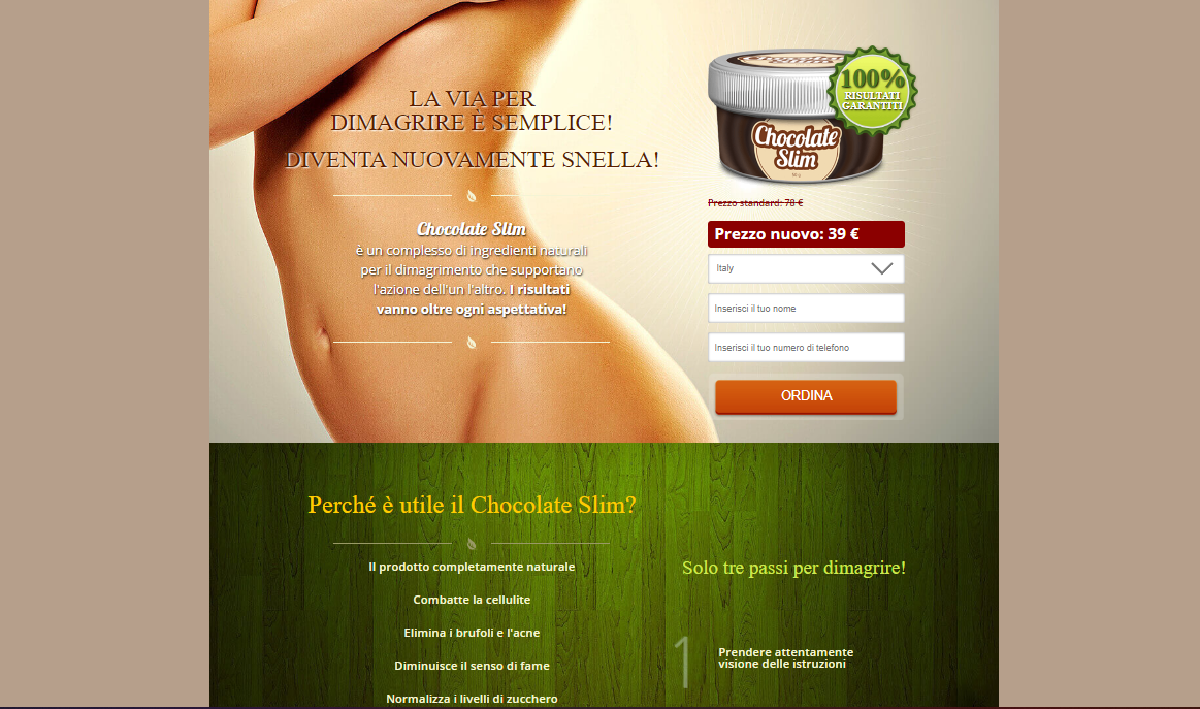 LA VIA PER
DIMAGRIRE È SEMPLICE!
DIVENTA NUOVAMENTE SNELLA!
Chocolate Slim
è un complesso di ingredienti naturali
per il dimagrimento che supportano
l'azione dell'un l'altro. I risultati
vanno oltre ogni aspettativa!
100%
RISULTATI
GARANTITI
Chocolate
Slim
Prezzo standard: 78 €
Prezzo nuovo: 39 €
Italy
Inserisci il tuo nome
Inserisci il tuo numero di telefono
ORDINA
Perché è utile il Chocolate Slim?
Il prodotto completamente naturale
Combatte la cellulite
Elimina i brufoli e l'acne
Diminuisce il senso di fame
Normalizza i livelli di zucchero
Solo tre passi per dimagrire!
1
Prendere attentamente
visione delle istruzioni